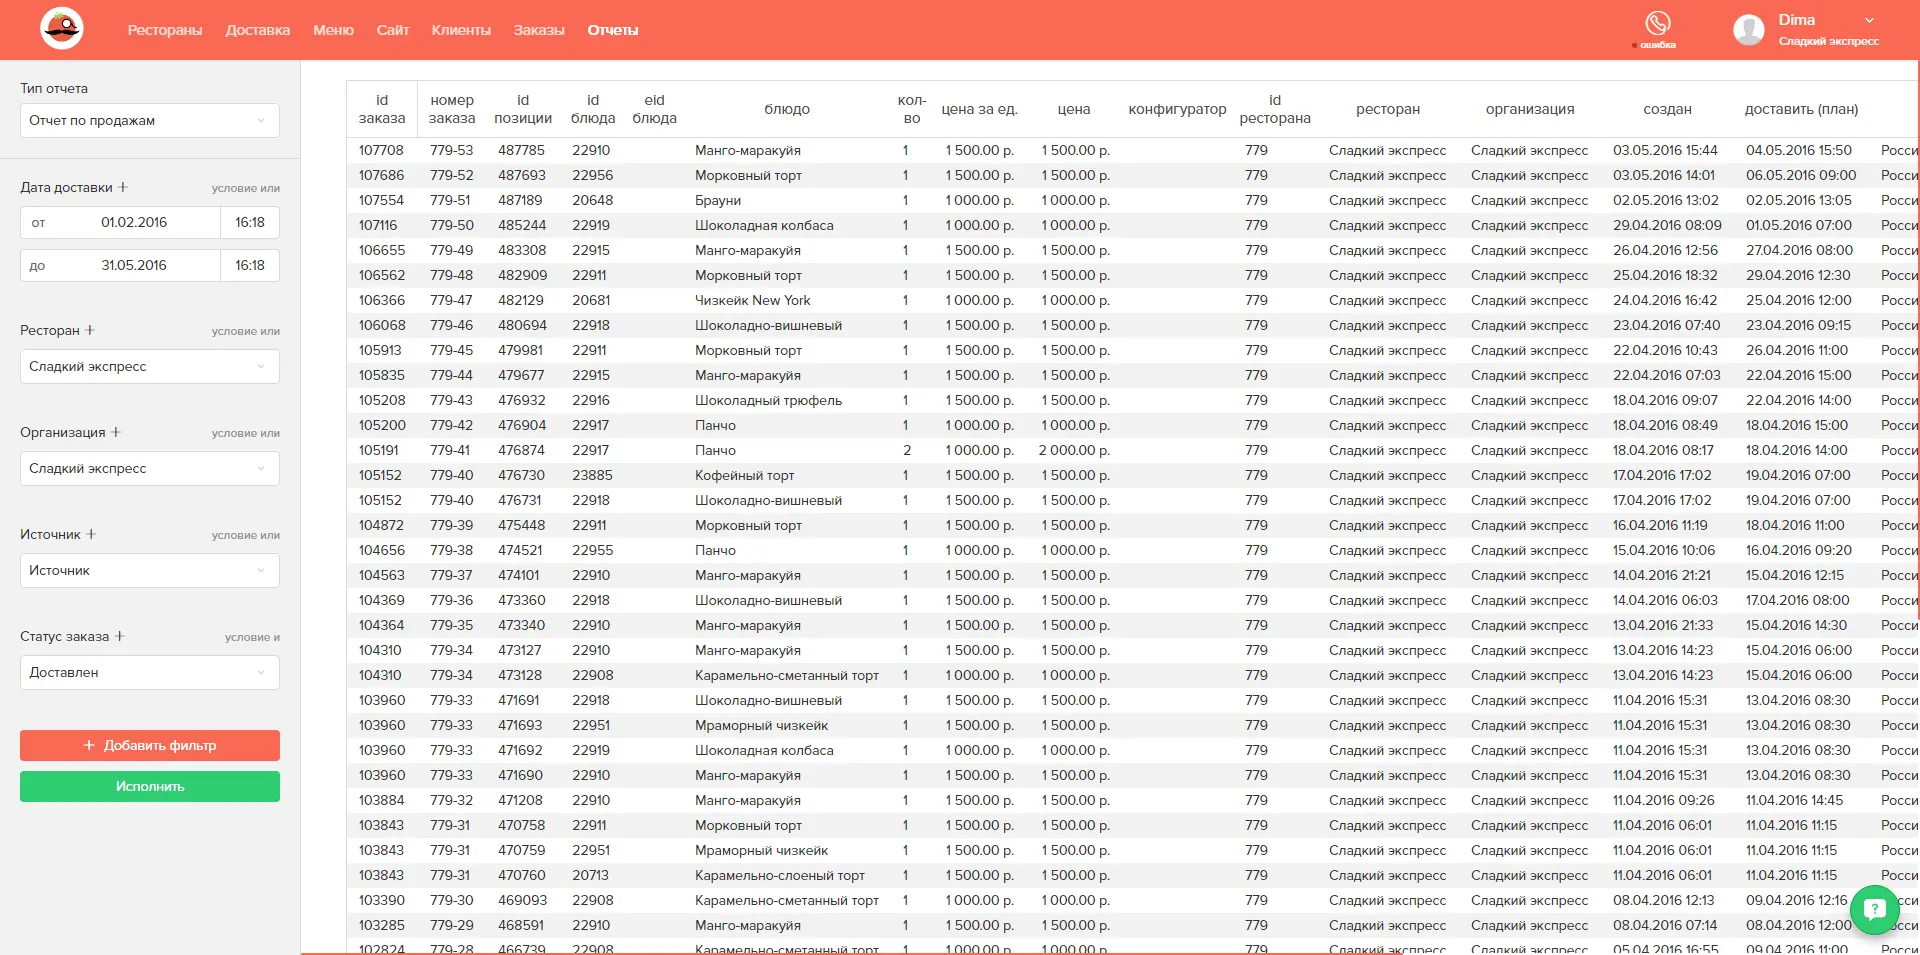 Рестораны Доставка Меню Сайт Клиенты Заказы Отчеты
ошибка
Dima
Сладкий экспресс
Тип отчета
Отчет по продажам
Дата доставки + условие или
от 01.02.2016 16:18
до 31.05.2016 16:18
Ресторан + условие или
Сладкий экспресс
Организация + условие или
Сладкий экспресс
Источник + условие или
Источник
Статус заказа + условие и
Доставлен
+ Добавить фильтр
Исполнить
id заказа номер заказа id позиции id блюда eid блюда блюдо кол-во цена за ед. цена конфигуратор id ресторана ресторан организация создан доставить (план)
107708 779-53 487785 22910 Манго-маракуйя 1 1 500.00 р. 1 500.00 р. 779 Сладкий экспресс Сладкий экспресс 03.05.2016 15:44 04.05.2016 15:50 Росси
107686 779-52 487693 22956 Морковный торт 1 1 500.00 р. 1 500.00 р. 779 Сладкий экспресс Сладкий экспресс 03.05.2016 14:01 06.05.2016 09:00 Росси
107554 779-51 487189 20648 Брауни 1 1 000.00 р. 1 000.00 р. 779 Сладкий экспресс Сладкий экспресс 02.05.2016 13:02 02.05.2016 13:05 Росси
107116 779-50 485244 22919 Шоколадная колбаса 1 1 000.00 р. 1 000.00 р. 779 Сладкий экспресс Сладкий экспресс 29.04.2016 08:09 01.05.2016 07:00 Росси
106655 779-49 483308 22915 Манго-маракуйя 1 1 500.00 р. 1 500.00 р. 779 Сладкий экспресс Сладкий экспресс 26.04.2016 12:56 27.04.2016 08:00 Росси
106562 779-48 482909 22911 Морковный торт 1 1 500.00 р. 1 500.00 р. 779 Сладкий экспресс Сладкий экспресс 25.04.2016 18:32 29.04.2016 12:30 Росси
106366 779-47 482129 20681 Чизкейк New York 1 1 000.00 р. 1 000.00 р. 779 Сладкий экспресс Сладкий экспресс 24.04.2016 16:42 25.04.2016 12:00 Росси
106068 779-46 480694 22918 Шоколадно-вишневый 1 1 500.00 р. 1 500.00 р. 779 Сладкий экспресс Сладкий экспресс 23.04.2016 07:40 23.04.2016 09:15 Росси
105913 779-45 479981 22911 Морковный торт 1 1 500.00 р. 1 500.00 р. 779 Сладкий экспресс Сладкий экспресс 22.04.2016 10:43 26.04.2016 11:00 Росси
105835 779-44 479677 22915 Манго-маракуйя 1 1 500.00 р. 1 500.00 р. 779 Сладкий экспресс Сладкий экспресс 22.04.2016 07:03 22.04.2016 15:00 Росси
105208 779-43 476932 22916 Шоколадный трюфель 1 1 500.00 р. 1 500.00 р. 779 Сладкий экспресс Сладкий экспресс 18.04.2016 09:07 22.04.2016 14:00 Росси
105200 779-42 476904 22917 Панчо 1 1 000.00 р. 1 000.00 р. 779 Сладкий экспресс Сладкий экспресс 18.04.2016 08:49 18.04.2016 15:00 Росси
105191 779-41 476874 22917 Панчо 2 1 000.00 р. 2 000.00 р. 779 Сладкий экспресс Сладкий экспресс 18.04.2016 08:17 18.04.2016 14:00 Росси
105152 779-40 476730 23885 Кофейный торт 1 1 500.00 р. 1 500.00 р. 779 Сладкий экспресс Сладкий экспресс 17.04.2016 17:02 19.04.2016 07:00 Росси
105152 779-40 476731 22918 Шоколадно-вишневый 1 1 500.00 р. 1 500.00 р. 779 Сладкий экспресс Сладкий экспресс 17.04.2016 17:02 19.04.2016 07:00 Росси
104872 779-39 475448 22911 Морковный торт 1 1 500.00 р. 1 500.00 р. 779 Сладкий экспресс Сладкий экспресс 16.04.2016 11:19 18.04.2016 11:00 Росси
104656 779-38 474521 22955 Панчо 1 1 000.00 р. 1 000.00 р. 779 Сладкий экспресс Сладкий экспресс 15.04.2016 10:06 16.04.2016 09:20 Росси
104563 779-37 474101 22910 Манго-маракуйя 1 1 500.00 р. 1 500.00 р. 779 Сладкий экспресс Сладкий экспресс 14.04.2016 21:21 15.04.2016 12:15 Росси
104369 779-36 473360 22918 Шоколадно-вишневый 1 1 500.00 р. 1 500.00 р. 779 Сладкий экспресс Сладкий экспресс 14.04.2016 06:03 17.04.2016 08:00 Росси
104364 779-35 473340 22910 Манго-маракуйя 1 1 500.00 р. 1 500.00 р. 779 Сладкий экспресс Сладкий экспресс 13.04.2016 21:33 15.04.2016 14:30 Росси
104310 779-34 473127 22910 Манго-маракуйя 1 1 500.00 р. 1 500.00 р. 779 Сладкий экспресс Сладкий экспресс 13.04.2016 14:23 15.04.2016 06:00 Росси
104310 779-34 473128 22908 Карамельно-сметанный торт 1 1 000.00 р. 1 000.00 р. 779 Сладкий экспресс Сладкий экспресс 13.04.2016 14:23 15.04.2016 06:00 Росси
103960 779-33 471691 22918 Шоколадно-вишневый 1 1 500.00 р. 1 500.00 р. 779 Сладкий экспресс Сладкий экспресс 11.04.2016 15:31 13.04.2016 08:30 Росси
103960 779-33 471693 22951 Мраморный чизкейк 1 1 500.00 р. 1 500.00 р. 779 Сладкий экспресс Сладкий экспресс 11.04.2016 15:31 13.04.2016 08:30 Росси
103960 779-33 471692 22919 Шоколадная колбаса 1 1 000.00 р. 1 000.00 р. 779 Сладкий экспресс Сладкий экспресс 11.04.2016 15:31 13.04.2016 08:30 Росси
103960 779-33 471690 22910 Манго-маракуйя 1 1 500.00 р. 1 500.00 р. 779 Сладкий экспресс Сладкий экспресс 11.04.2016 15:31 13.04.2016 08:30 Росси
103884 779-32 471208 22910 Манго-маракуйя 1 1 500.00 р. 1 500.00 р. 779 Сладкий экспресс Сладкий экспресс 11.04.2016 09:26 11.04.2016 14:45 Росси
103843 779-31 470758 22911 Морковный торт 1 1 500.00 р. 1 500.00 р. 779 Сладкий экспресс Сладкий экспресс 11.04.2016 06:01 11.04.2016 11:15 Росси
103843 779-31 470759 22951 Мраморный чизкейк 1 1 500.00 р. 1 500.00 р. 779 Сладкий экспресс Сладкий экспресс 11.04.2016 06:01 11.04.2016 11:15 Росси
103843 779-31 470760 20713 Карамельно-слоеный торт 1 1 500.00 р. 1 500.00 р. 779 Сладкий экспресс Сладкий экспресс 11.04.2016 06:01 11.04.2016 11:15 Росси
103390 779-30 469093 22908 Карамельно-сметанный торт 1 1 000.00 р. 1 000.00 р. 779 Сладкий экспресс Сладкий экспресс 08.04.2016 12:13 09.04.2016 12:16 сси
103285 779-29 468591 22910 Манго-маракуйя 1 1 500.00 р. 1 500.00 р. 779 Сладкий экспресс Сладкий экспресс 08.04.2016 07:14 08.04.2016 12:00 сси
102824 779-28 466739 22908 Карамельно-сметанный торт 1 1 000.00 р. 1 000.00 р. 779 Сладкий экспресс Сладкий экспресс 05.04.2016 16:55 09.04.2016 11:00 Росси